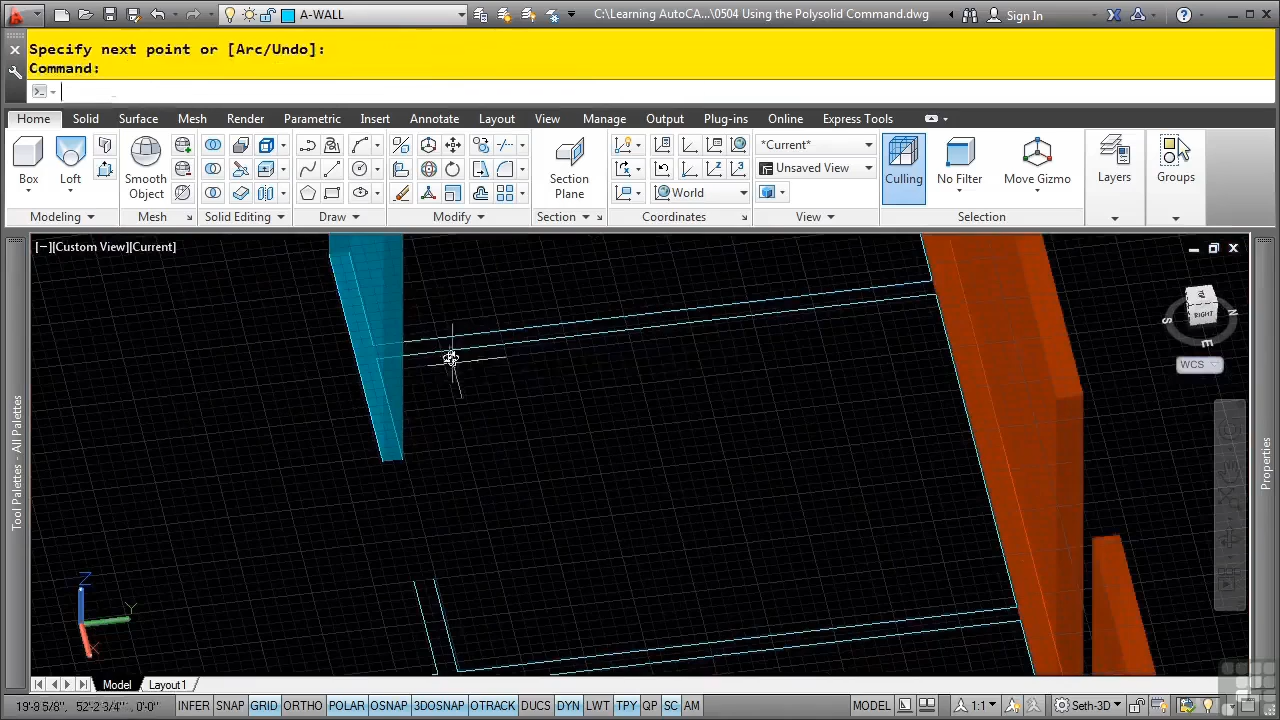 A-WALL
C:\Learning AutoCA...\0504 Using the Polysolid Command.dwg
Sign In
Specify next point or [Arc/Undo]:
Command:
Home Solid Surface Mesh Render Parametric Insert Annotate Layout View Manage Output Plug-ins Online Express Tools
Box
Loft
Smooth Object
Section Plane
*Current*
Unsaved View
World
Culling
No Filter
Move Gizmo
Layers
Groups
Modeling Mesh Solid Editing Draw Modify Section Coordinates View Selection
[−][Custom View][Current]
RIGHT
S
N
E
WCS
Tool Palettes - All Palettes
Properties
Z
Y
X
Model Layout1
19'-8 5/8", 52'-2 3/4", 0'-0" INFER SNAP GRID ORTHO POLAR OSNAP 3DOSNAP OTRACK DUCS DYN LWT TPY QP SC AM MODEL 1:1 Seth-3D